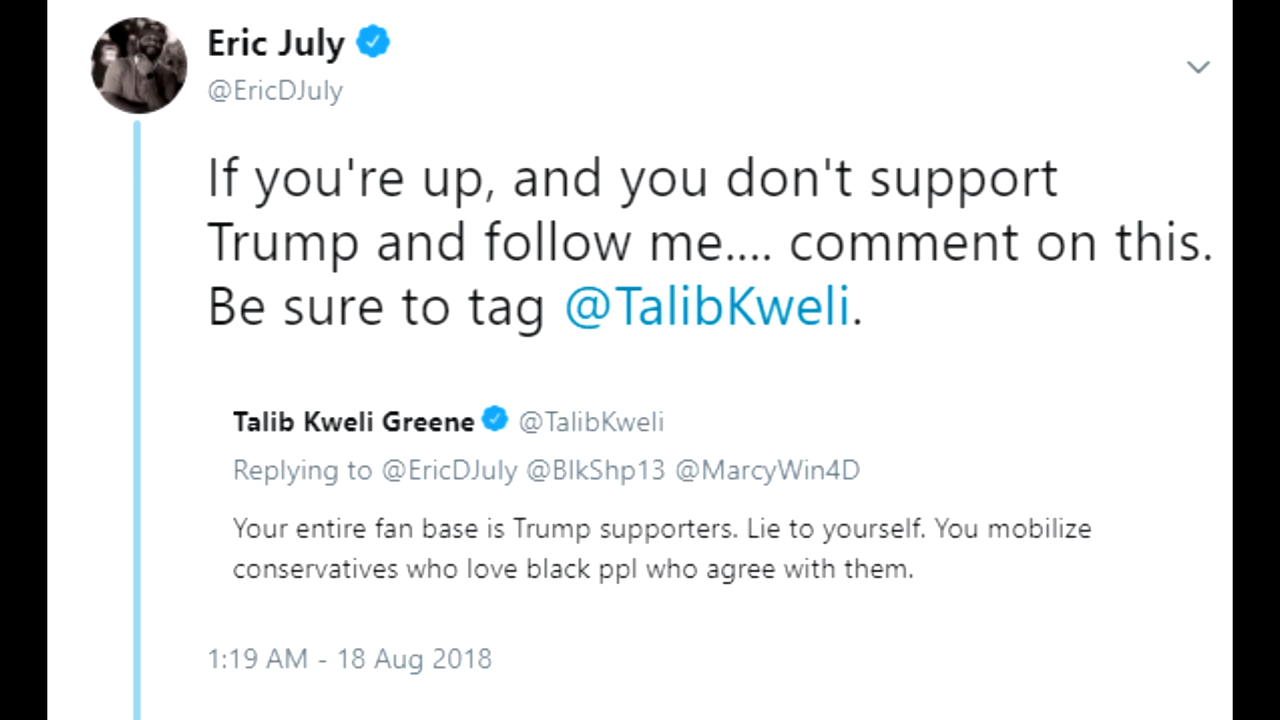 Eric July
@EricDJuly
If you're up, and you don't support
Trump and follow me.... comment on this.
Be sure to tag @TalibKweli.
Talib Kweli Greene @TalibKweli
Replying to @EricDJuly @BlkShp13 @MarcyWin4D
Your entire fan base is Trump supporters. Lie to yourself. You mobilize
conservatives who love black ppl who agree with them.
1:19 AM - 18 Aug 2018